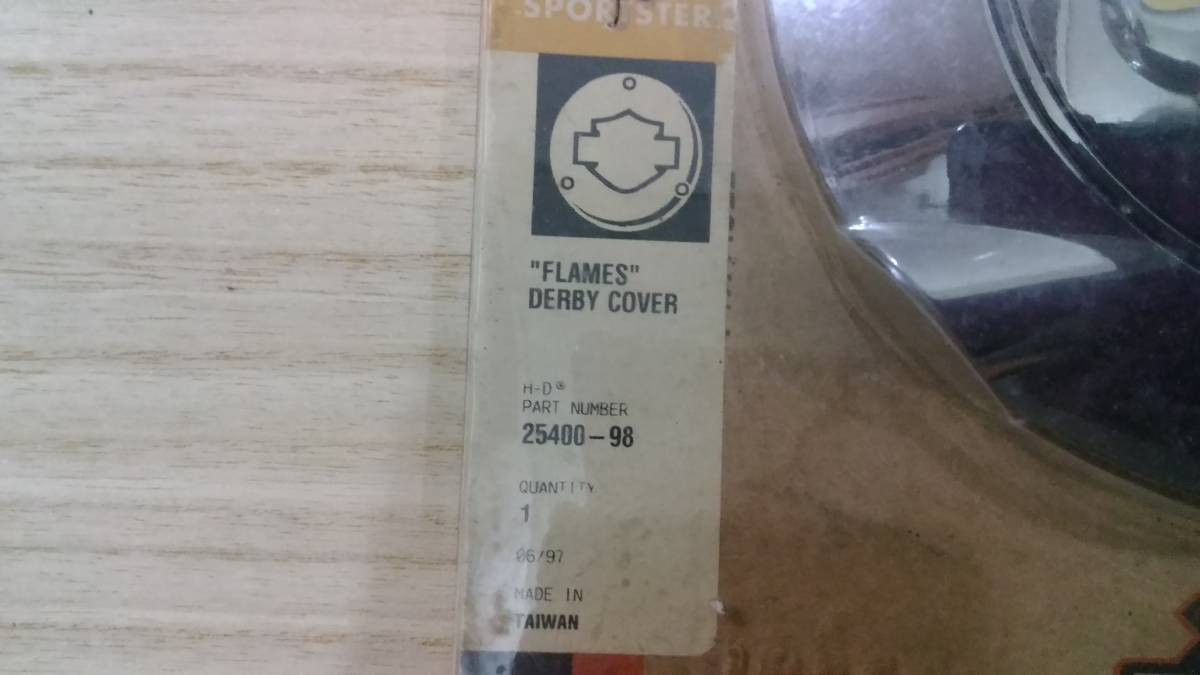 SPORTSTER
"FLAMES"
DERBY COVER
H-D®
PART NUMBER
25400-98
QUANTITY
1
06/97
MADE IN
TAIWAN